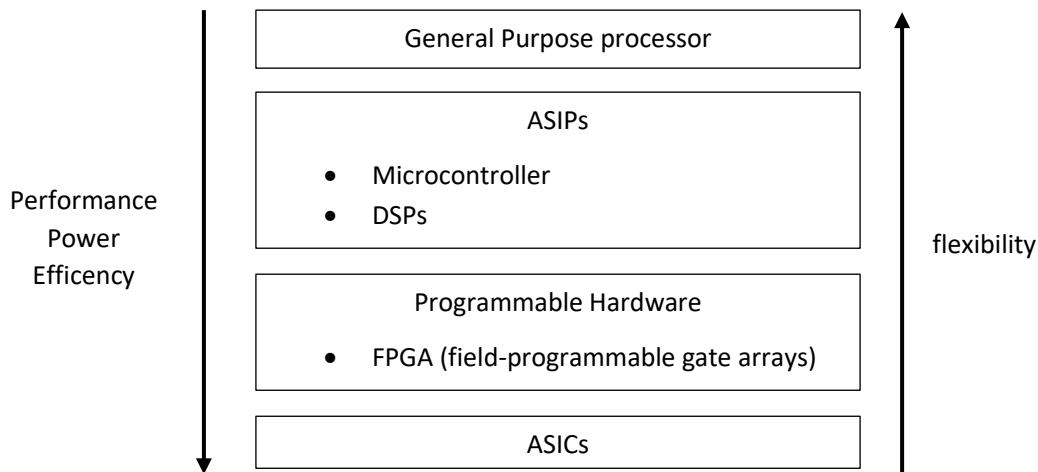 General Purpose processor
ASIPs
• Microcontroller
• DSPs
Performance
Power
Efficency
flexibility
Programmable Hardware
• FPGA (field-programmable gate arrays)
ASICs